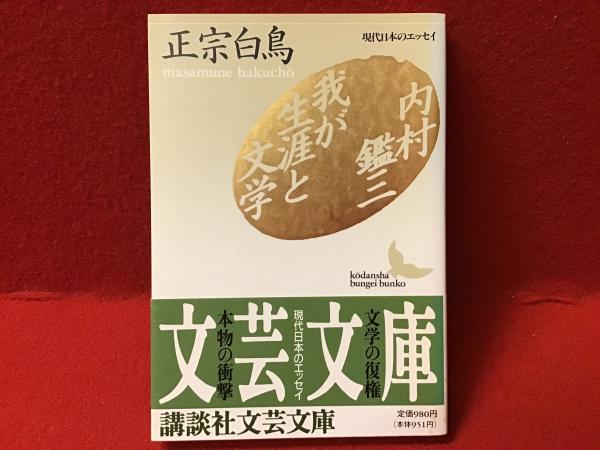 正宗白鳥
masamune hakuchō
現代日本のエッセイ
内村
鑑三
我が
生涯と
文学
kōdansha
bungei bunko
文芸文庫
文学の復権
現代日本のエッセイ
本物の衝撃
講談社文芸文庫
定価980円
(本体951円)